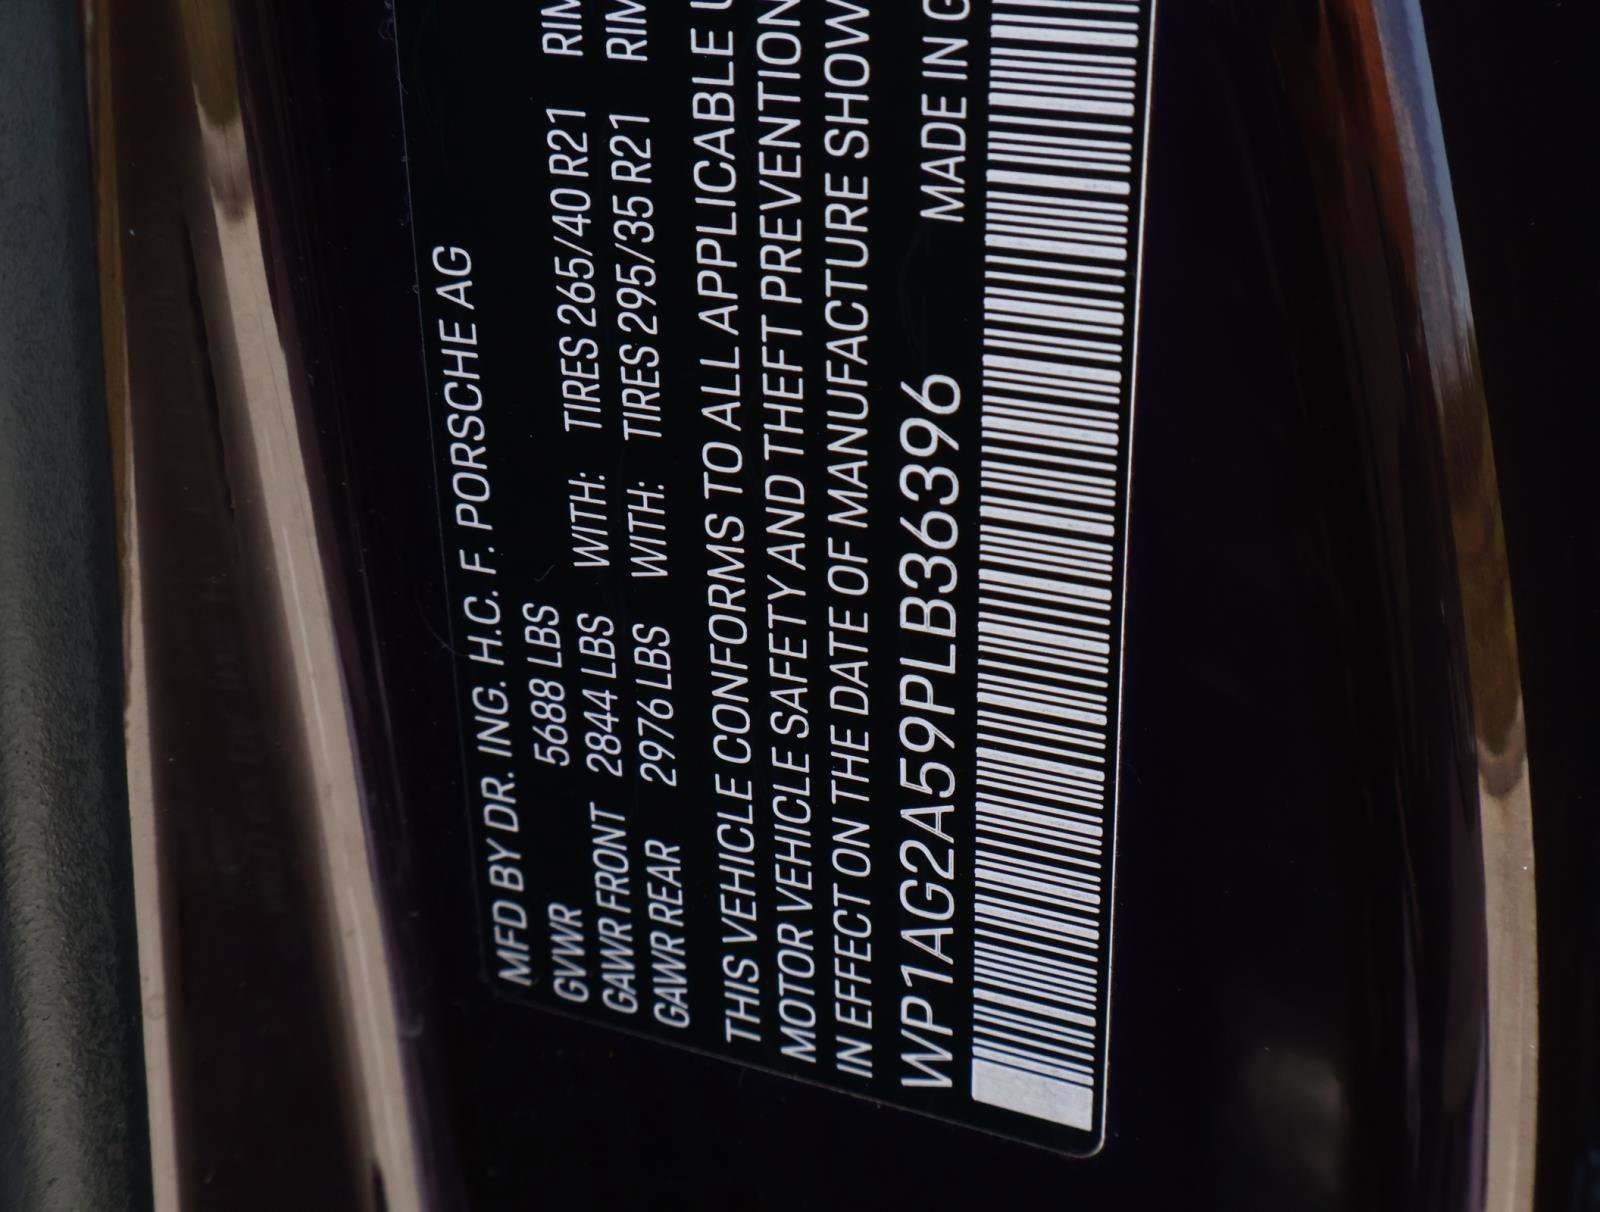 MFD BY DR. ING. H.C. F. PORSCHE AG
GVWR 5688 LBS
GAWR FRONT 2844 LBS WITH: TIRES 265/40 R21 RIM
GAWR REAR 2976 LBS WITH: TIRES 295/35 R21 RIM
THIS VEHICLE CONFORMS TO ALL APPLICABLE
MOTOR VEHICLE SAFETY AND THEFT PREVENTION
IN EFFECT ON THE DATE OF MANUFACTURE SHOW
WP1AG2A59PLB36396 MADE IN G